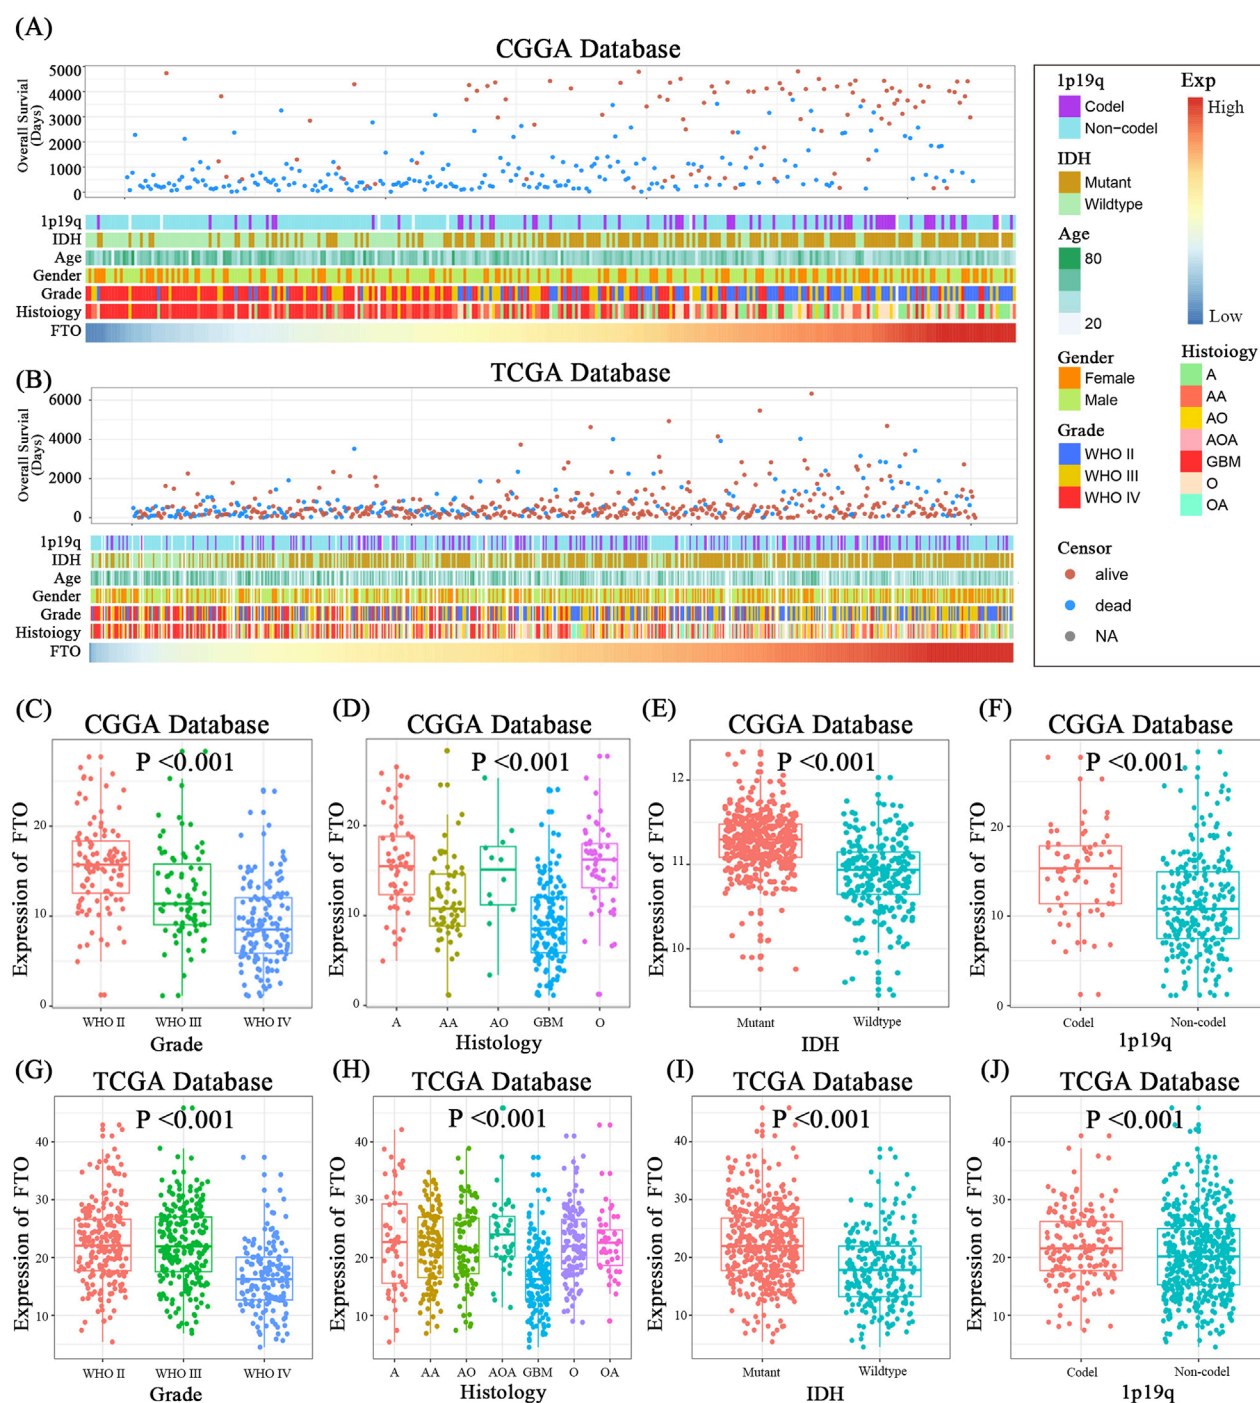 (A)
CGGA Database
Overall Survial
(Days)
5000
4000
3000
2000
1000
0
1p19q
IDH
Age
Gender
Grade
Histoiogy
FTO
(B)
TCGA Database
Overall Survial
(Days)
6000
4000
2000
0
1p19q
IDH
Age
Gender
Grade
Histoiogy
FTO
1p19q
Codel
Non-codel
IDH
Mutant
Wildtype
Age
80
20
Gender
Female
Male
Grade
WHO II
WHO III
WHO IV
Censor
alive
dead
NA
Exp
High
Low
Histoiogy
A
AA
AO
AOA
GBM
O
OA
(C)
CGGA Database
P <0.001
Expression of FTO
20
10
0
WHO II WHO III WHO IV
Grade
(D)
CGGA Database
P <0.001
Expression of FTO
20
10
0
A AA AO GBM O
Histology
(E)
CGGA Database
P <0.001
Expression of FTO
12
11
10
Mutant Wildtype
IDH
(F)
CGGA Database
P <0.001
Expression of FTO
20
10
0
Codel Non-codel
1p19q
(G)
TCGA Database
P <0.001
Expression of FTO
40
30
20
10
WHO II WHO III WHO IV
Grade
(H)
TCGA Database
P <0.001
Expression of FTO
40
30
20
10
A AA AO AOA GBM O OA
Histology
(I)
TCGA Database
P <0.001
Expression of FTO
40
30
20
10
Mutant Wildtype
IDH
(J)
TCGA Database
P <0.001
Expression of FTO
40
30
20
10
Codel Non-codel
1p19q